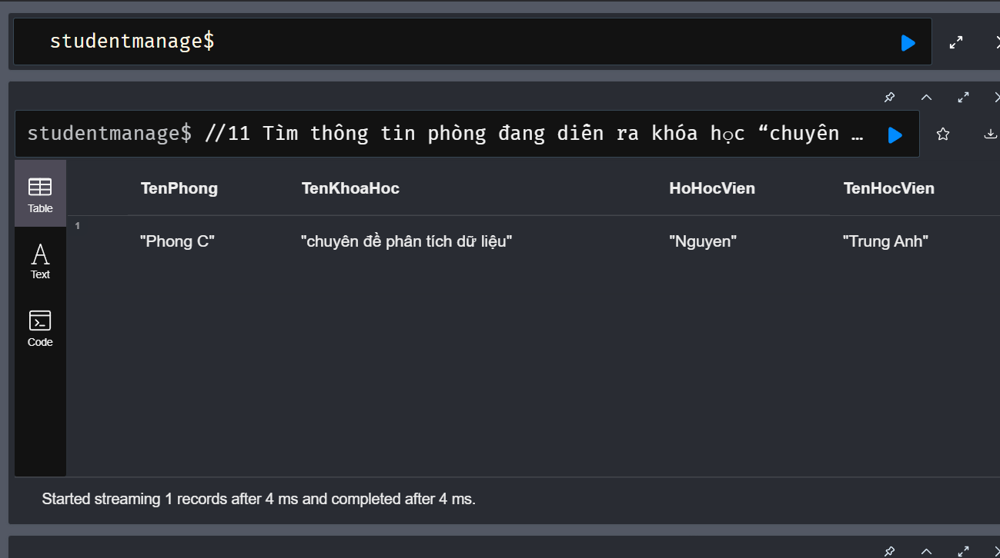 studentmanage$
studentmanage$ //11 Tìm thông tin phòng đang diễn ra khóa học “chuyên …
Table
TenPhong TenKhoaHoc HoHocVien TenHocVien
1
"Phong C" "chuyên đề phân tích dữ liệu" "Nguyen" "Trung Anh"
Text
Code
Started streaming 1 records after 4 ms and completed after 4 ms.